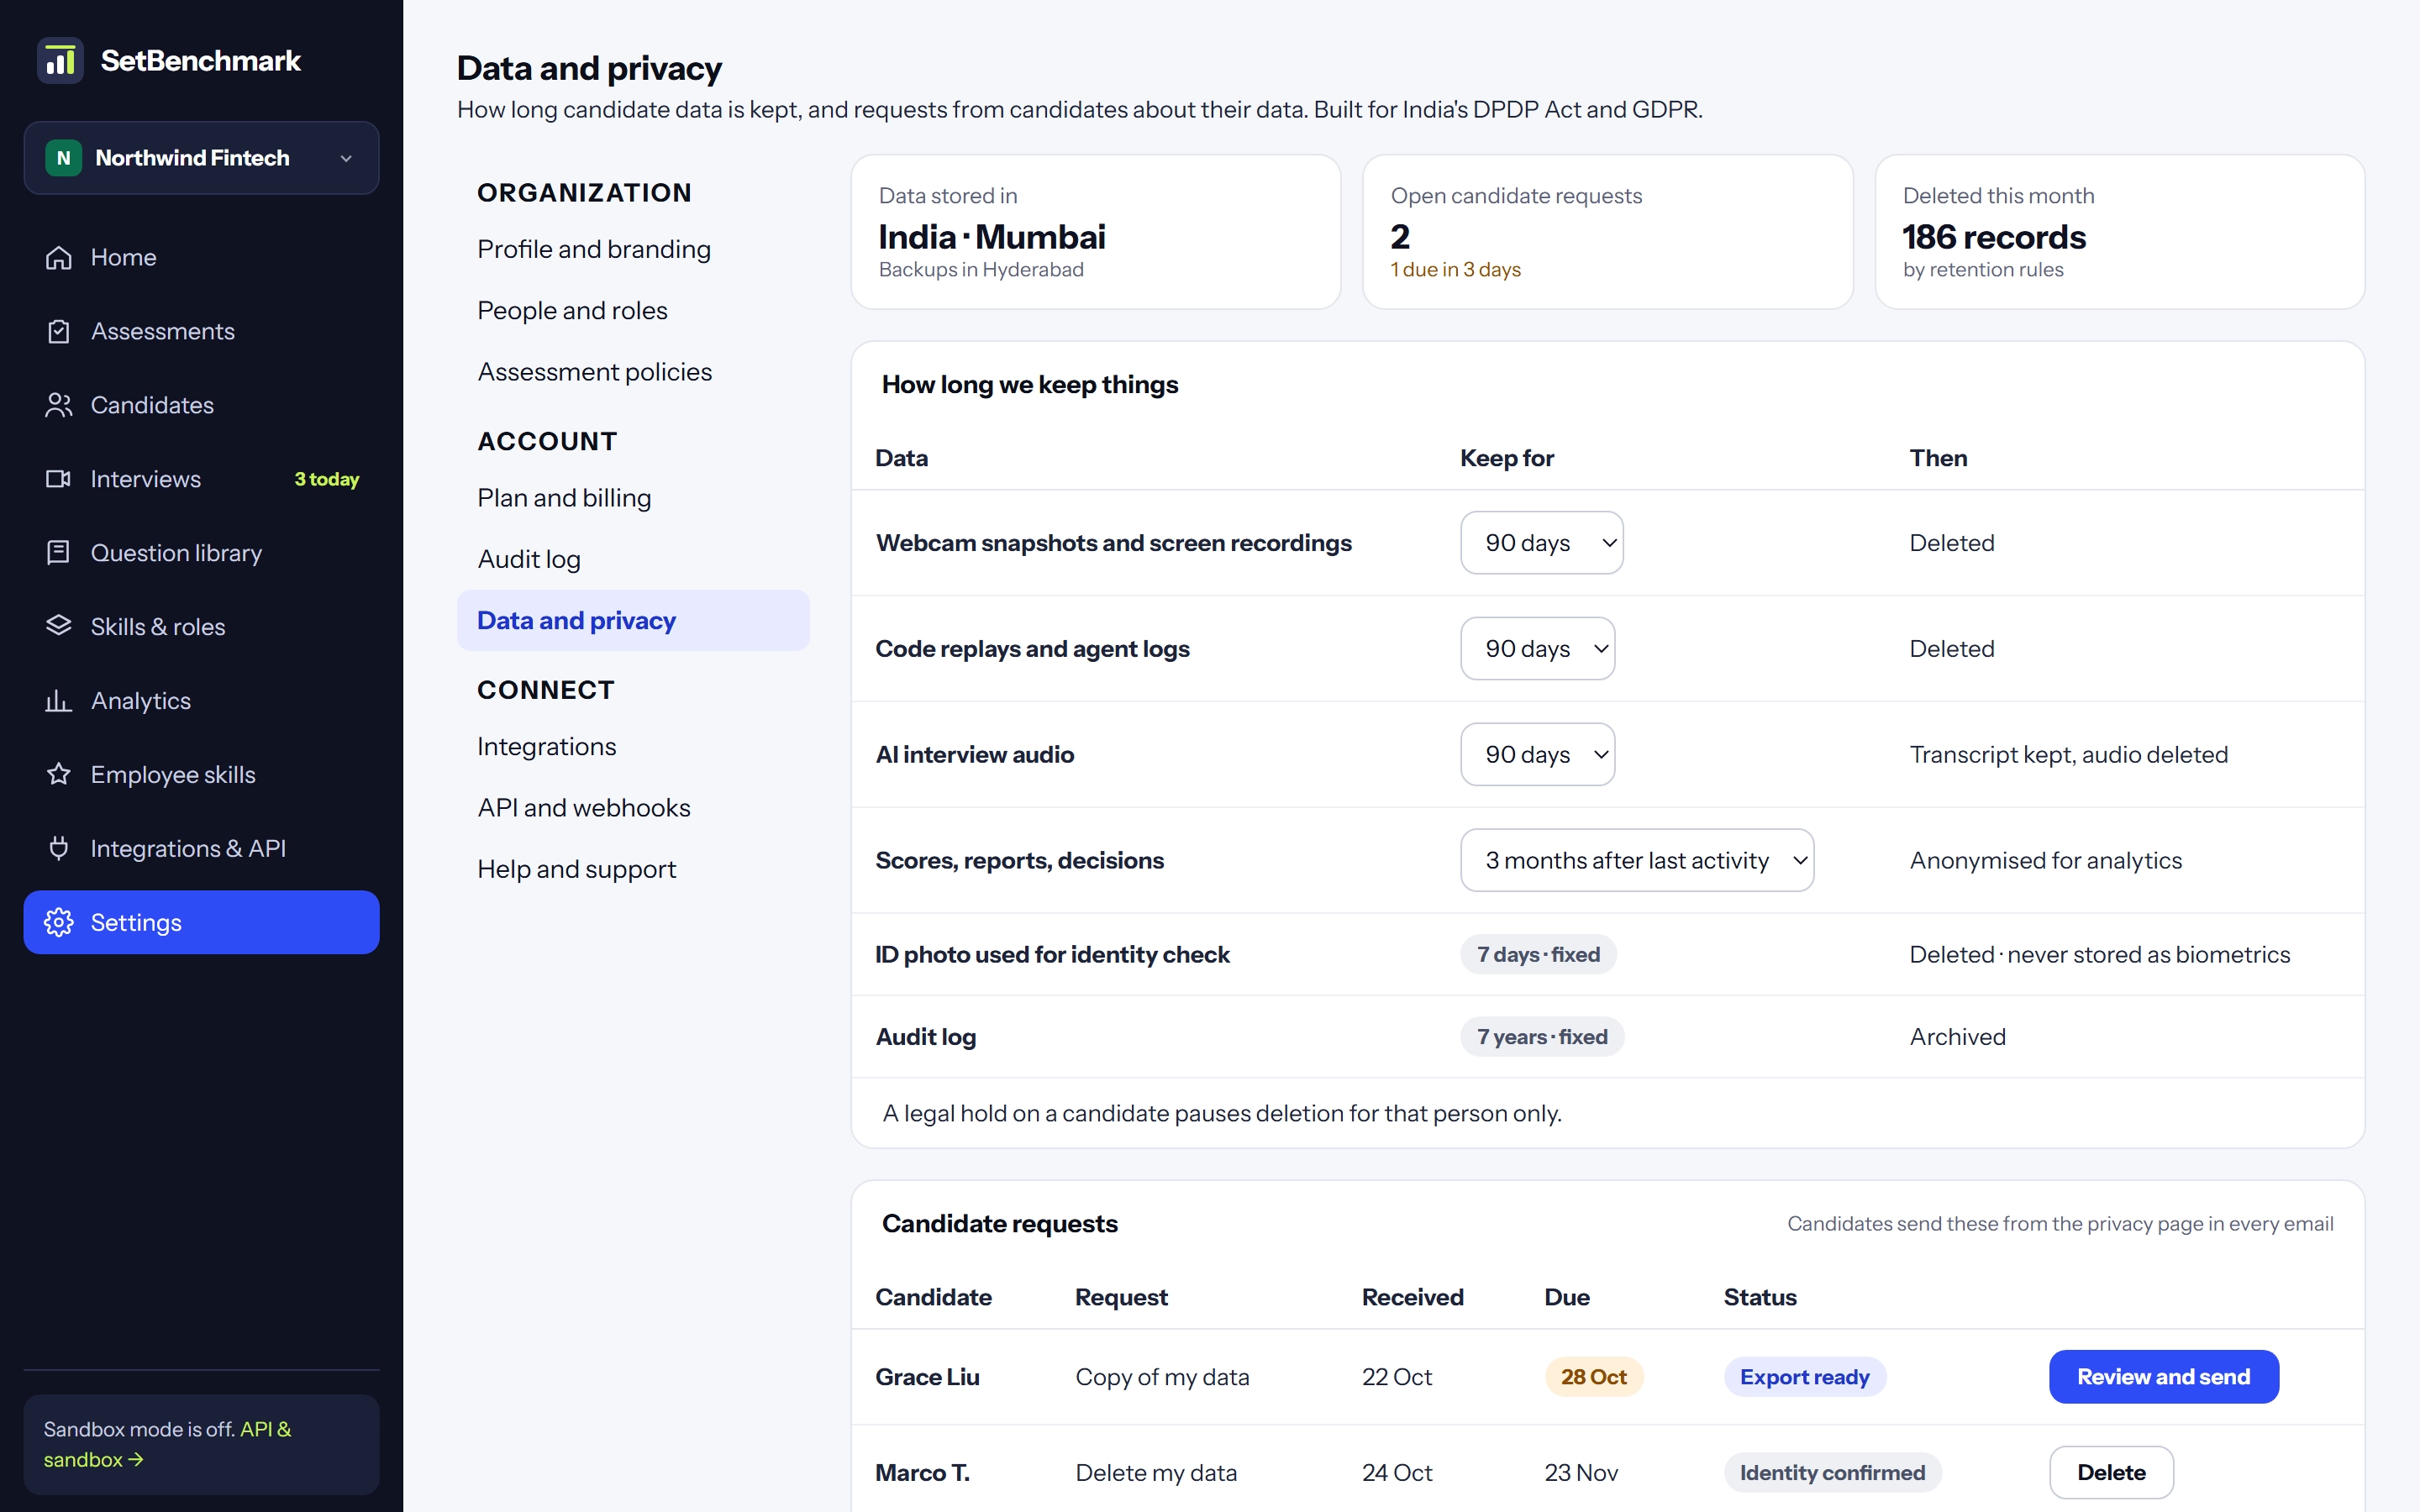 SetBenchmark
N Northwind Fintech
Home
Assessments
Candidates
Interviews 3 today
Question library
Skills & roles
Analytics
Employee skills
Integrations & API
Settings
Sandbox mode is off. API &
sandbox →
Data and privacy
How long candidate data is kept, and requests from candidates about their data. Built for India's DPDP Act and GDPR.
ORGANIZATION
Profile and branding
People and roles
Assessment policies
ACCOUNT
Plan and billing
Audit log
Data and privacy
CONNECT
Integrations
API and webhooks
Help and support
Data stored in
India · Mumbai
Backups in Hyderabad
Open candidate requests
2
1 due in 3 days
Deleted this month
186 records
by retention rules
How long we keep things
Data Keep for Then
Webcam snapshots and screen recordings 90 days Deleted
Code replays and agent logs 90 days Deleted
AI interview audio 90 days Transcript kept, audio deleted
Scores, reports, decisions 3 months after last activity Anonymised for analytics
ID photo used for identity check 7 days · fixed Deleted · never stored as biometrics
Audit log 7 years · fixed Archived
A legal hold on a candidate pauses deletion for that person only.
Candidate requests Candidates send these from the privacy page in every email
Candidate Request Received Due Status
Grace Liu Copy of my data 22 Oct 28 Oct Export ready Review and send
Marco T. Delete my data 24 Oct 23 Nov Identity confirmed Delete